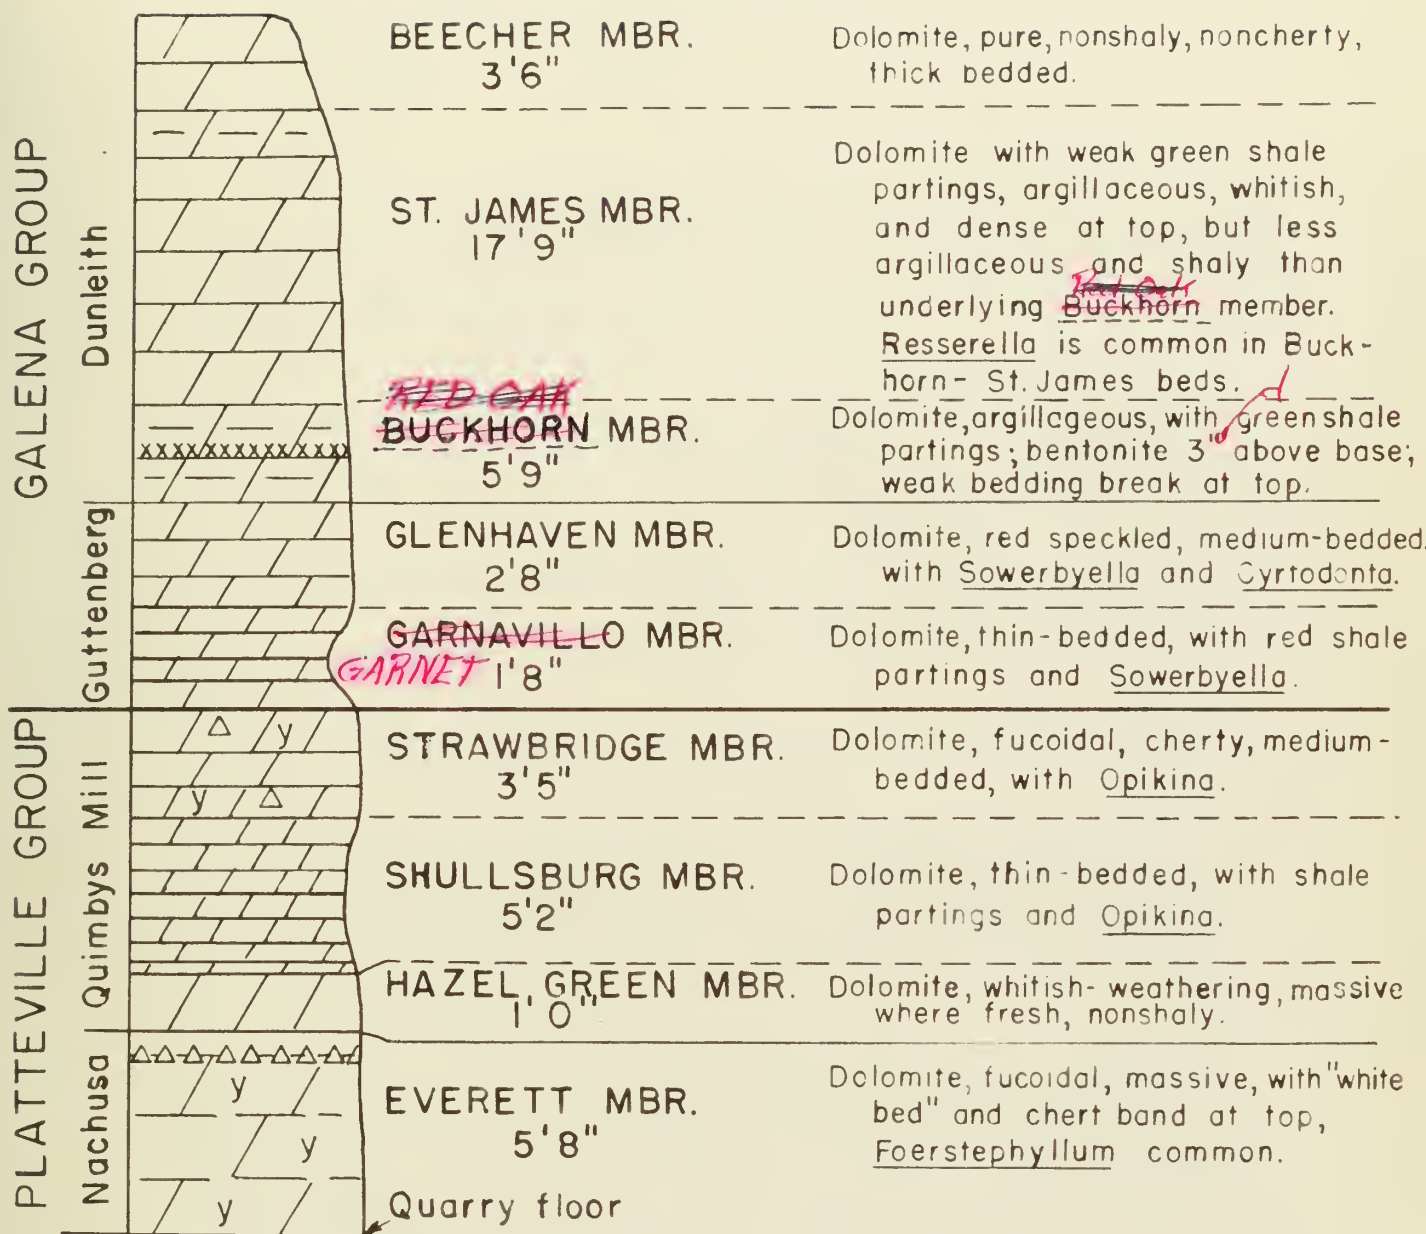 GALENA GROUP
PLATTEVILLE GROUP
Dunleith
Guttenberg
Quimbys Mill
Nachusa
BEECHER MBR.
3'6"
Dolomite, pure, nonshaly, noncherty,
thick bedded.
ST. JAMES MBR.
17'9"
Dolomite with weak green shale
partings, argillaceous, whitish,
and dense at top, but less
argillaceous and shaly than
Red Oak
underlying Buckhorn member.
Resserella is common in Buck-
horn- St. James beds.
RED OAK
BUCKHORN MBR.
5'9"
Dolomite, argillaceous, with green shale
partings; bentonite 3" above base;
weak bedding break at top.
xxxxxxxxxxxxx
GLENHAVEN MBR.
2'8"
Dolomite, red speckled, medium-bedded,
with Sowerbyella and Cyrtodonta.
GARNAVILLO MBR.
GARNET 1'8"
Dolomite, thin-bedded, with red shale
partings and Sowerbyella.
y
STRAWBRIDGE MBR.
3'5"
Dolomite, fucoidal, cherty, medium-
bedded, with Opikina.
y
SHULLSBURG MBR.
5'2"
Dolomite, thin-bedded, with shale
partings and Opikina.
HAZEL GREEN MBR.
1'0"
Dolomite, whitish-weathering, massive
where fresh, nonshaly.
EVERETT MBR.
5'8"
Dolomite, fucoidal, massive, with "white
bed" and chert band at top,
Foerstephyllum common.
y
y
y
Quarry floor